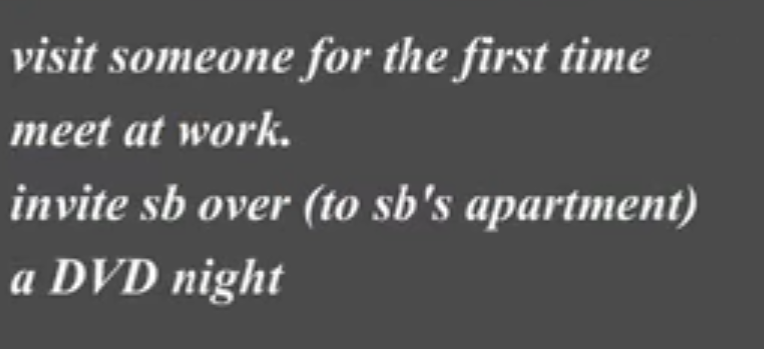 visit someone for the first time
meet at work.
invite sb over (to sb's apartment)
a DVD night